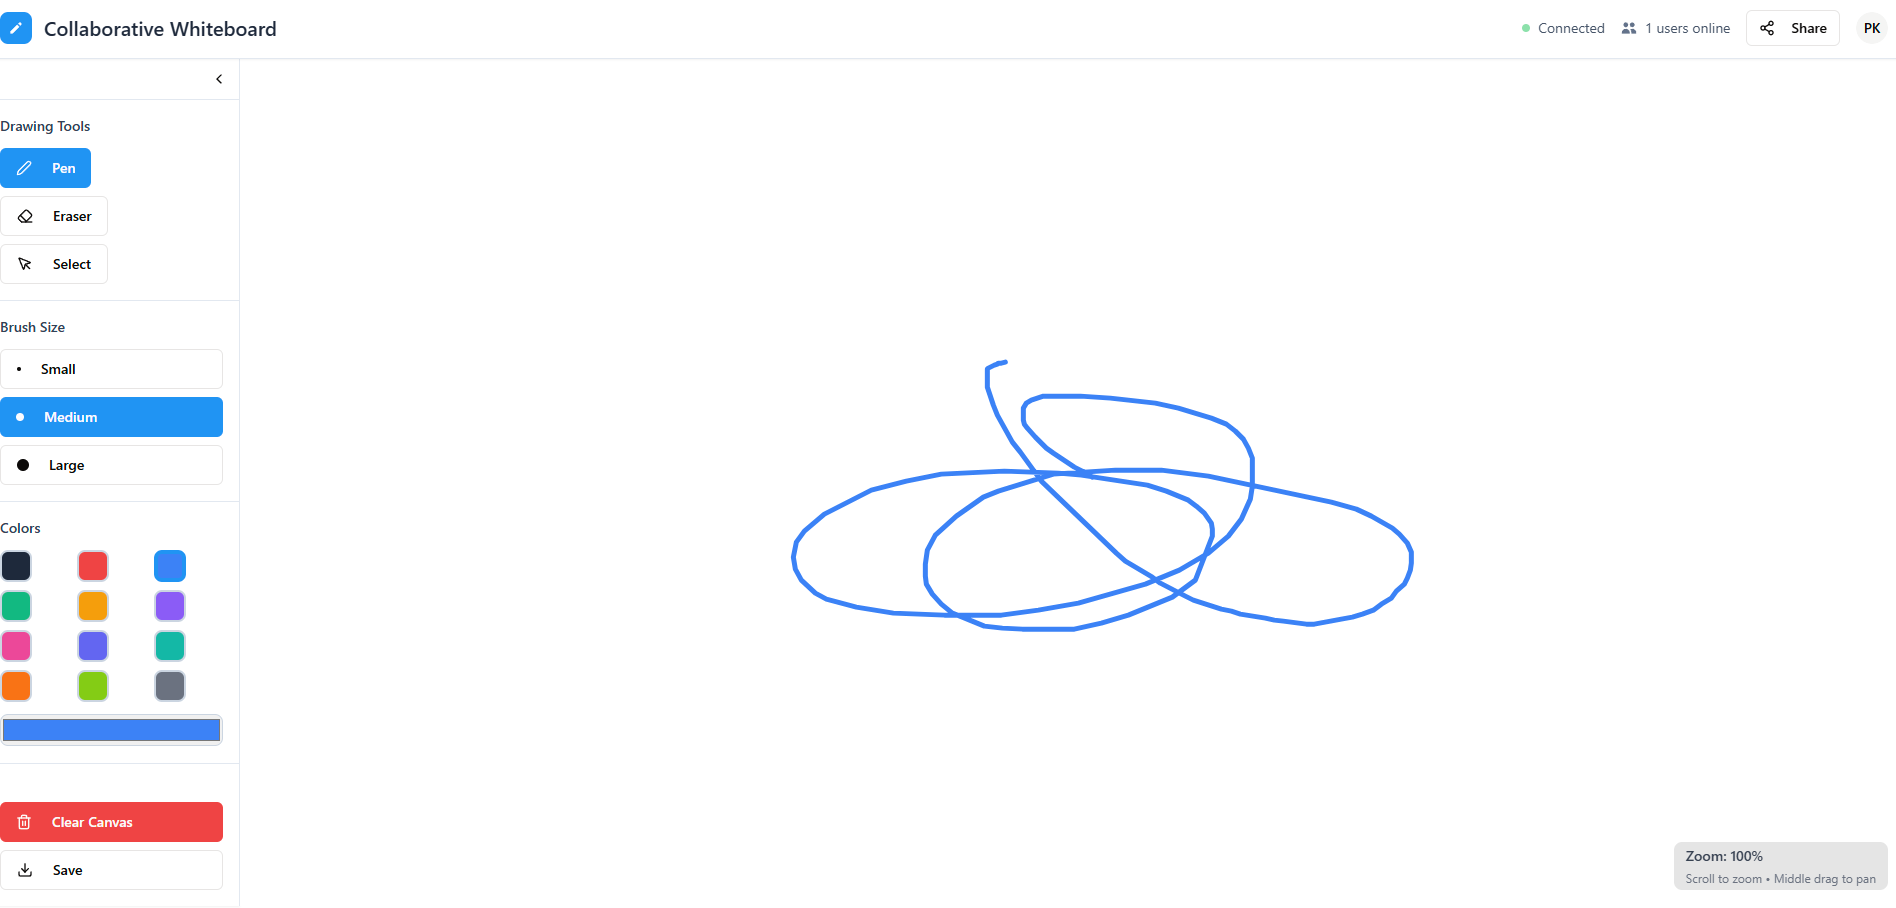 Collaborative Whiteboard
Connected
1 users online
Share
PK
Drawing Tools
Pen
Eraser
Select
Brush Size
Small
Medium
Large
Colors
Clear Canvas
Save
Zoom: 100%
Scroll to zoom • Middle drag to pan